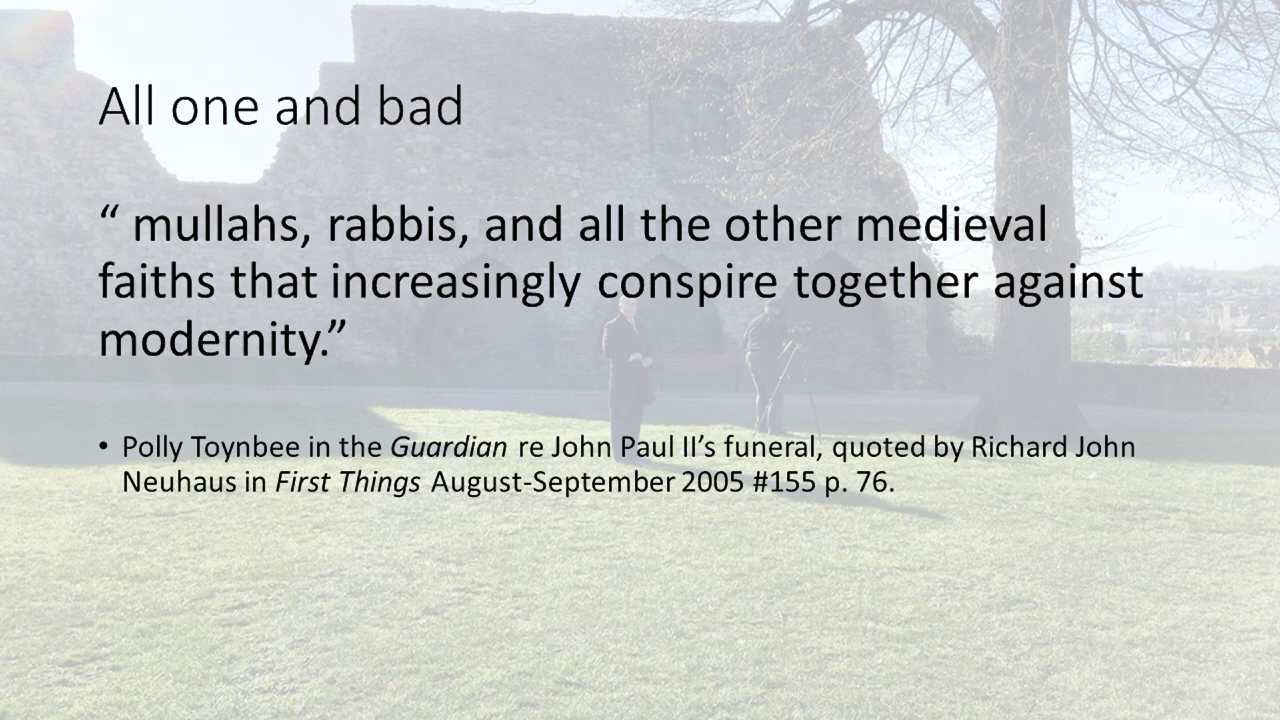 All one and bad
“ mullahs, rabbis, and all the other medieval
faiths that increasingly conspire together against
modernity.”
• Polly Toynbee in the Guardian re John Paul II’s funeral, quoted by Richard John
Neuhaus in First Things August-September 2005 #155 p. 76.